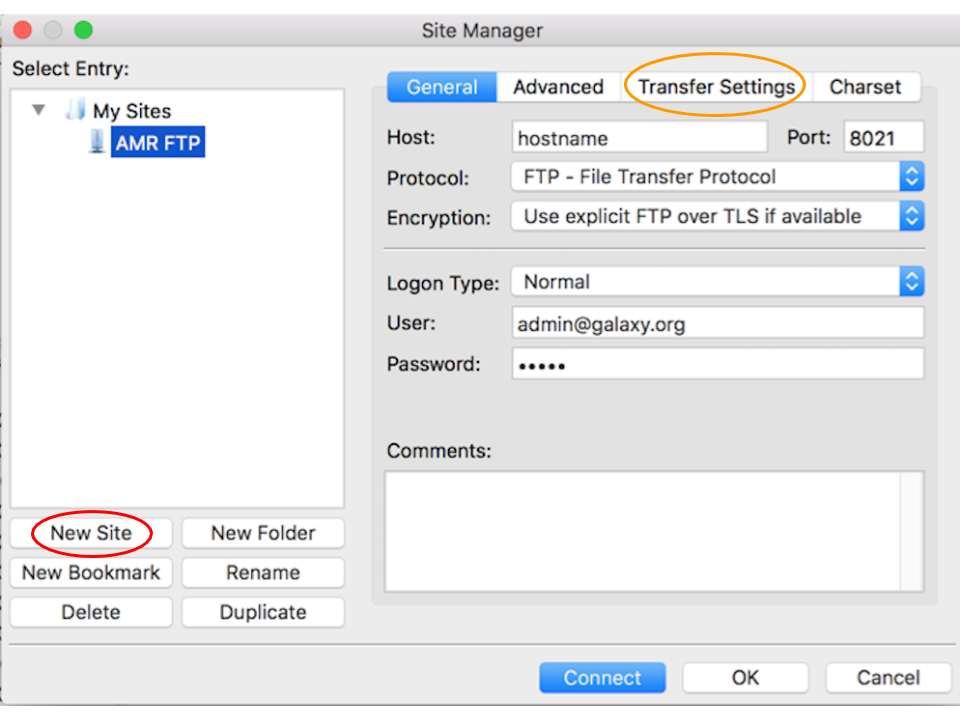 Site Manager
Select Entry:
My Sites
AMR FTP
New Site
New Folder
New Bookmark
Rename
Delete
Duplicate
General
Advanced
Transfer Settings
Charset
Host:
hostname
Port:
8021
Protocol:
FTP - File Transfer Protocol
Encryption:
Use explicit FTP over TLS if available
Logon Type:
Normal
User:
admin@galaxy.org
Password:
•••••
Comments:
Connect
OK
Cancel